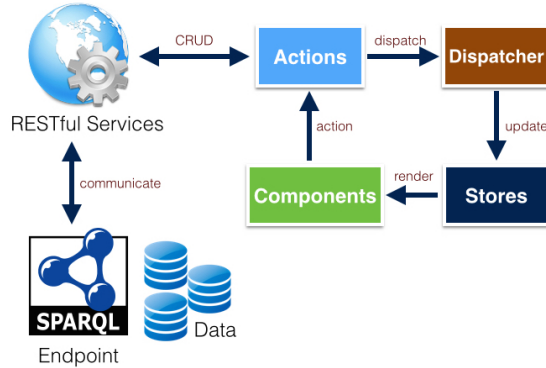 CRUD
Actions
dispatch
Dispatcher
RESTful Services
action
update
communicate
Components
render
Stores
SPARQL
Data
Endpoint